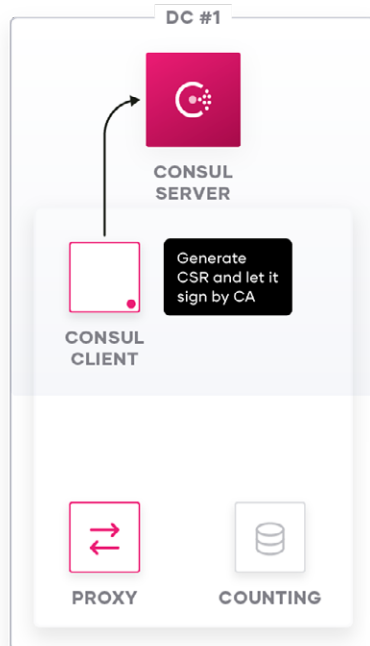 DC #1
CONSUL
SERVER
Generate
CSR and let it
sign by CA
CONSUL
CLIENT
PROXY
COUNTING